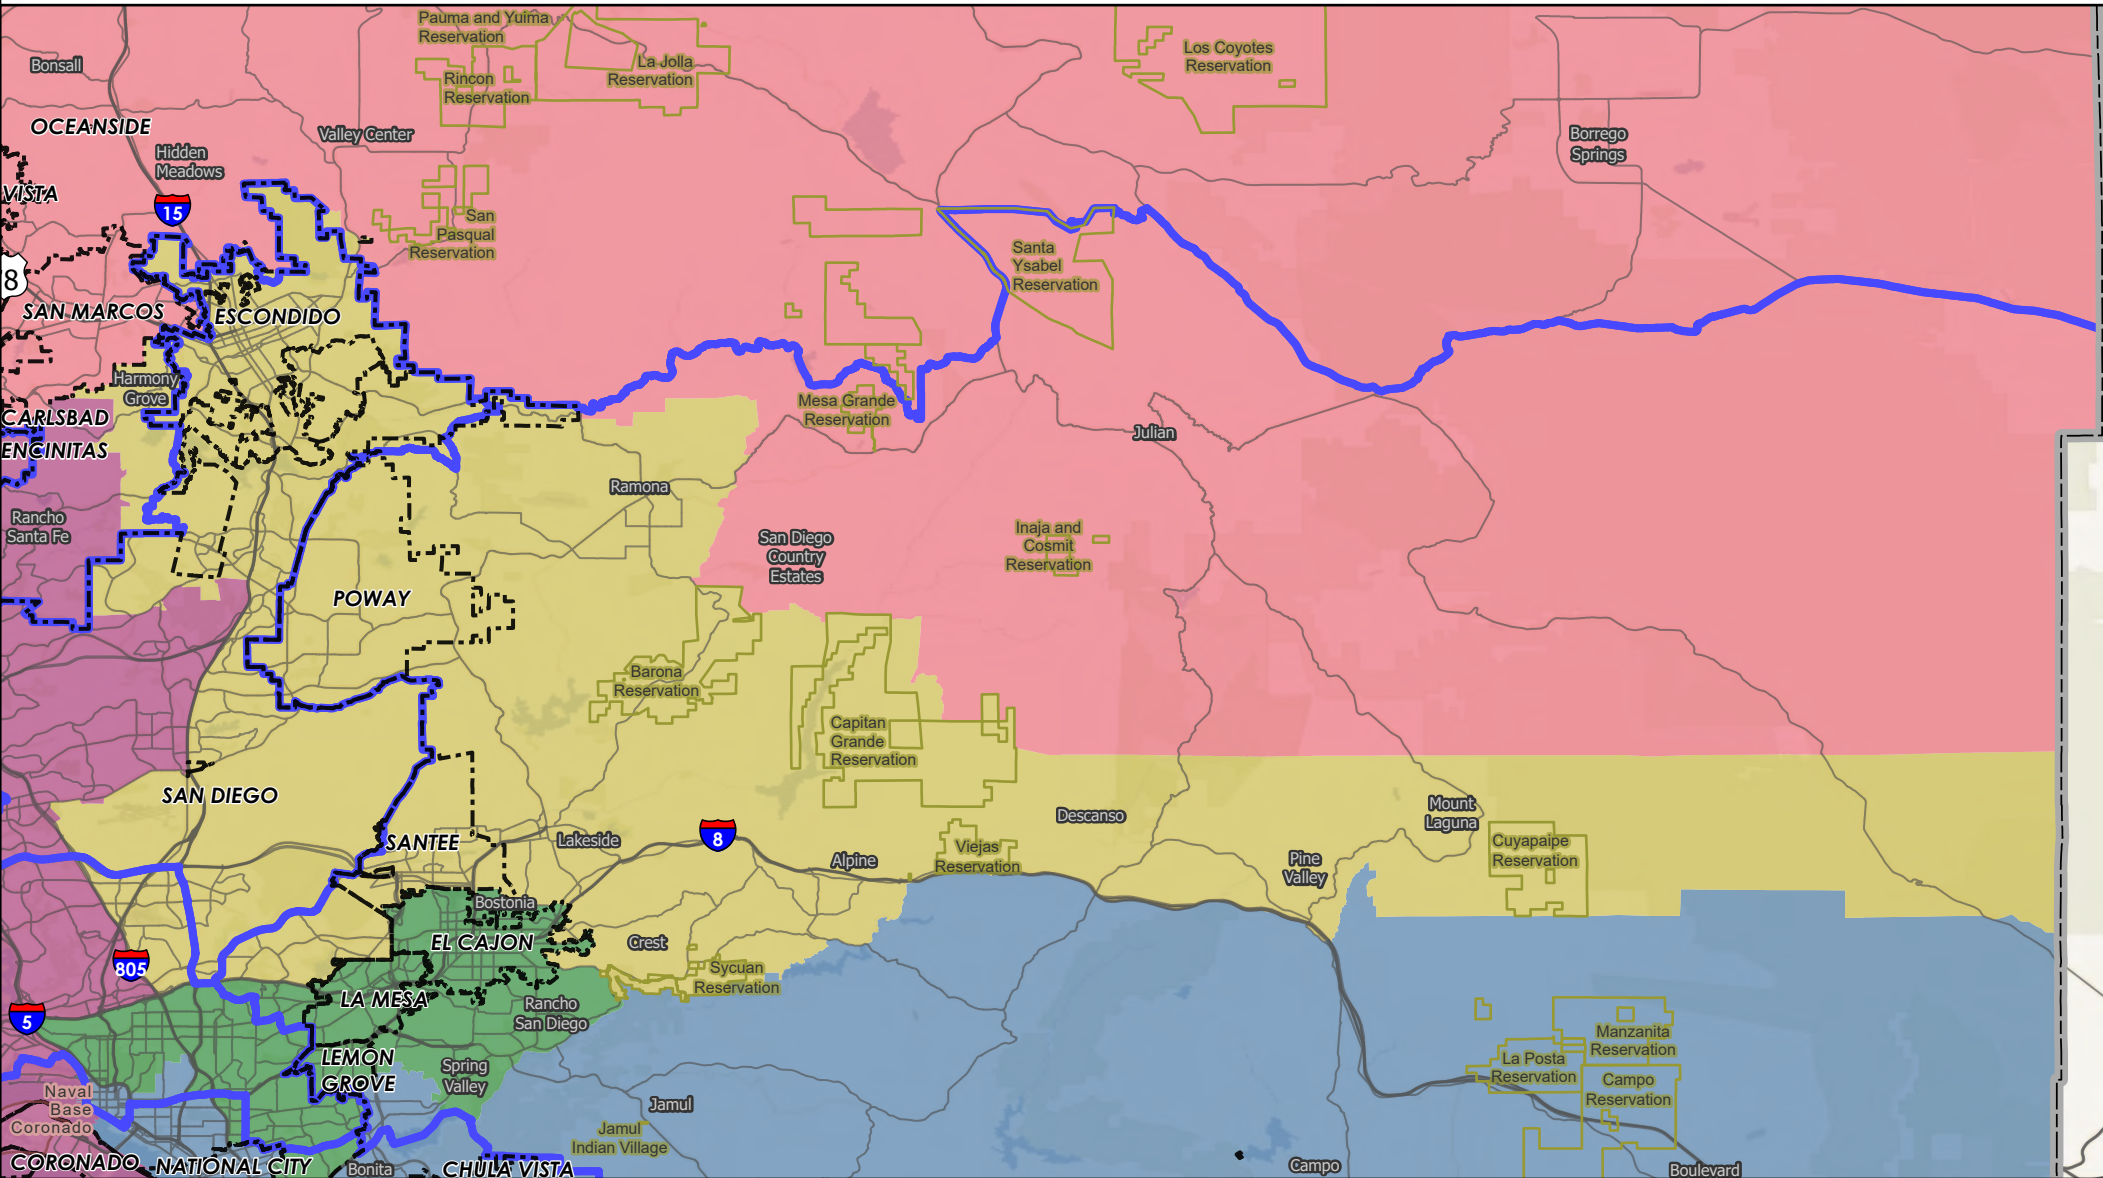 Pauma and Yuima
Reservation
La Jolla
Reservation
Rincon
Reservation
Los Coyotes
Reservation
Bonsall
OCEANSIDE
Valley Center
Hidden
Meadows
Borrego
Springs
VISTA
15
San
Pasqual
Reservation
Santa
Ysabel
Reservation
8
SAN MARCOS
ESCONDIDO
Harmony
Grove
Mesa Grande
Reservation
CARLSBAD
ENCINITAS
Julian
Ramona
Rancho
Santa Fe
San Diego
Country
Estates
Inaja and
Cosmit
Reservation
POWAY
Barona
Reservation
Capitan
Grande
Reservation
SAN DIEGO
SANTEE
Lakeside
8
Alpine
Viejas
Reservation
Descanso
Mount
Laguna
Pine
Valley
Cuyapaipe
Reservation
Bostonia
EL CAJON
Crest
Sycuan
Reservation
805
5
LA MESA
Rancho
San Diego
LEMON
GROVE
Spring
Valley
Manzanita
Reservation
La Posta
Reservation
Campo
Reservation
Naval
Base
Coronado
Jamul
Jamul
Indian Village
CORONADO
NATIONAL CITY
Bonita
CHULA VISTA
Campo
Boulevard